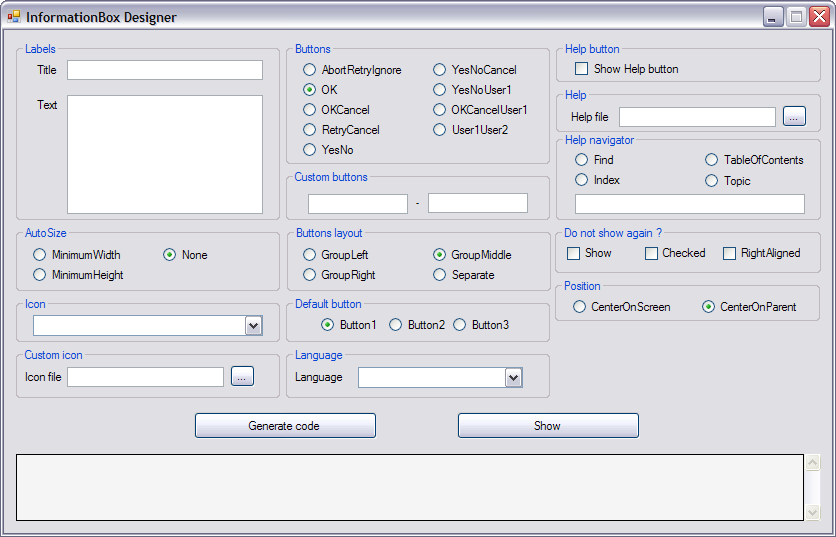 InformationBox Designer
Labels
Title
Text
Buttons
AbortRetryIgnore
YesNoCancel
OK
YesNoUser1
OKCancel
OKCancelUser1
RetryCancel
User1User2
YesNo
Help button
Show Help button
Help
Help file
...
Help navigator
Find
TableOfContents
Index
Topic
Custom buttons
-
AutoSize
MinimumWidth
None
MinimumHeight
Buttons layout
GroupLeft
GroupMiddle
GroupRight
Separate
Do not show again ?
Show
Checked
RightAligned
Position
CenterOnScreen
CenterOnParent
Icon
Default button
Button1
Button2
Button3
Custom icon
Icon file
...
Language
Language
Generate code
Show